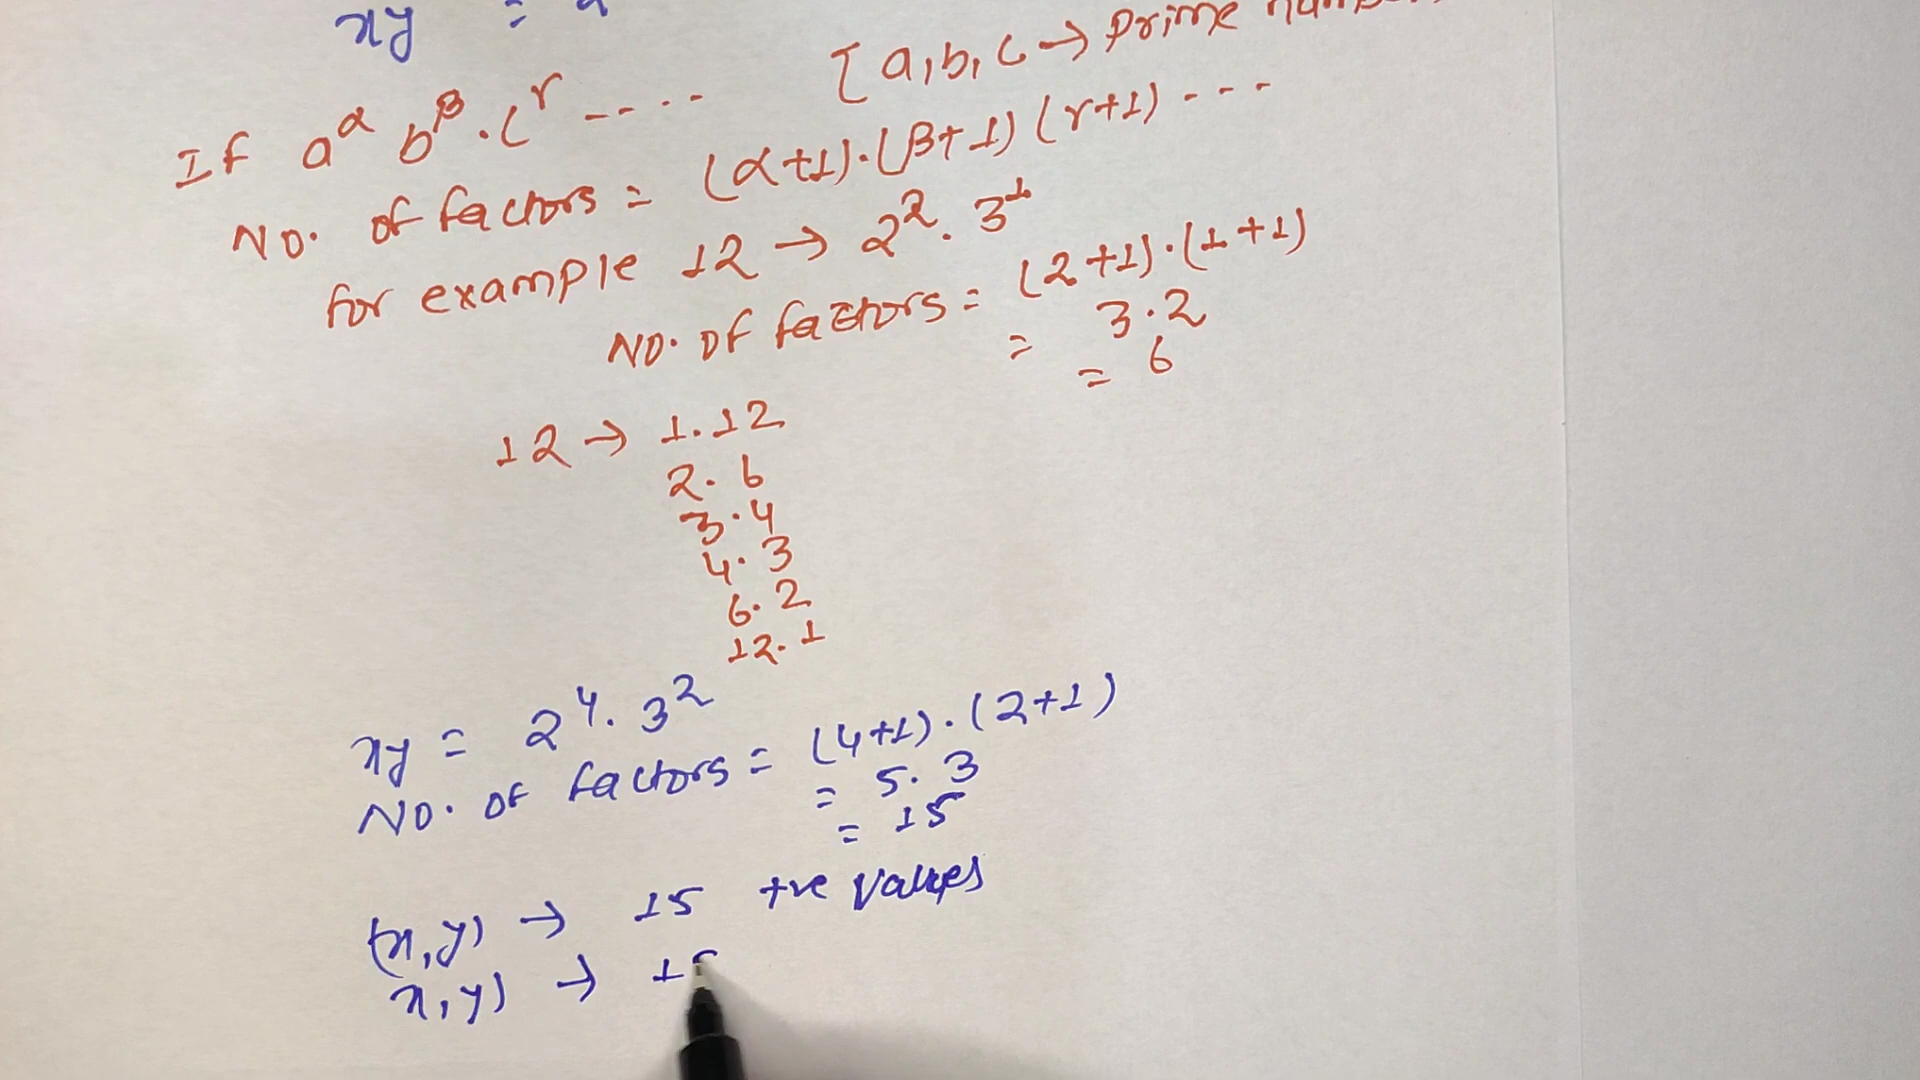 xy =
[a,b,c → Prime
If a^α b^β . c^r -----
No. of factors = (α+1).(β+1)(r+1) ---
for example 12 → 2^2 . 3^1
No. of factors = (2+1).(1+1)
= 3.2
= 6
12 → 1.12
2.6
3.4
4.3
6.2
12.1
xy = 2^4 . 3^2
No. of factors = (4+1).(2+1)
= 5.3
= 15
(x,y) → 15 +ve values
x,y) → 15